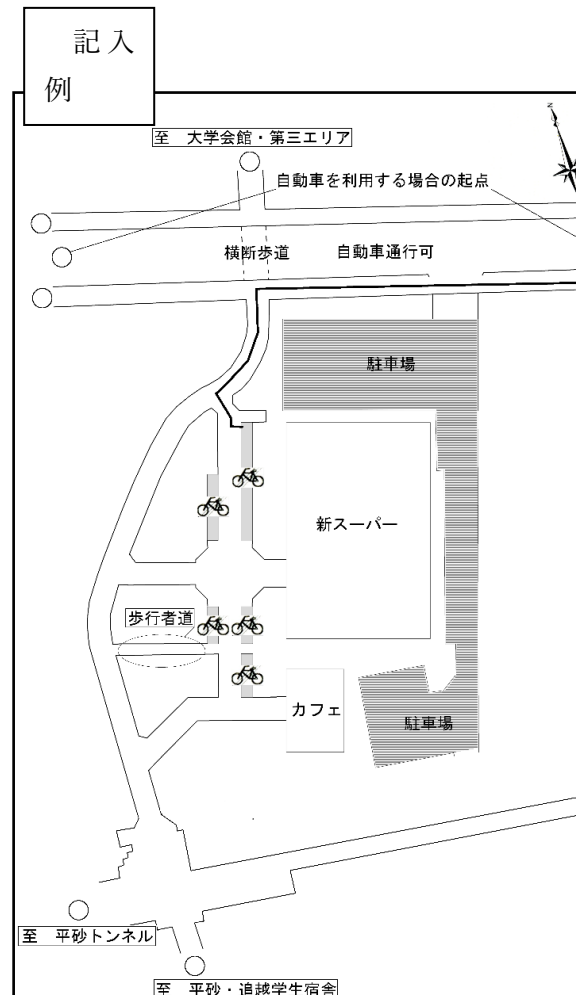 記入
例
N
至 大学会館・第三エリア
自動車を利用する場合の起点
横断歩道 自動車通行可
駐車場
新スーパー
歩行者道
カフェ
駐車場
至 平砂トンネル
至 平砂・追越学生宿舎